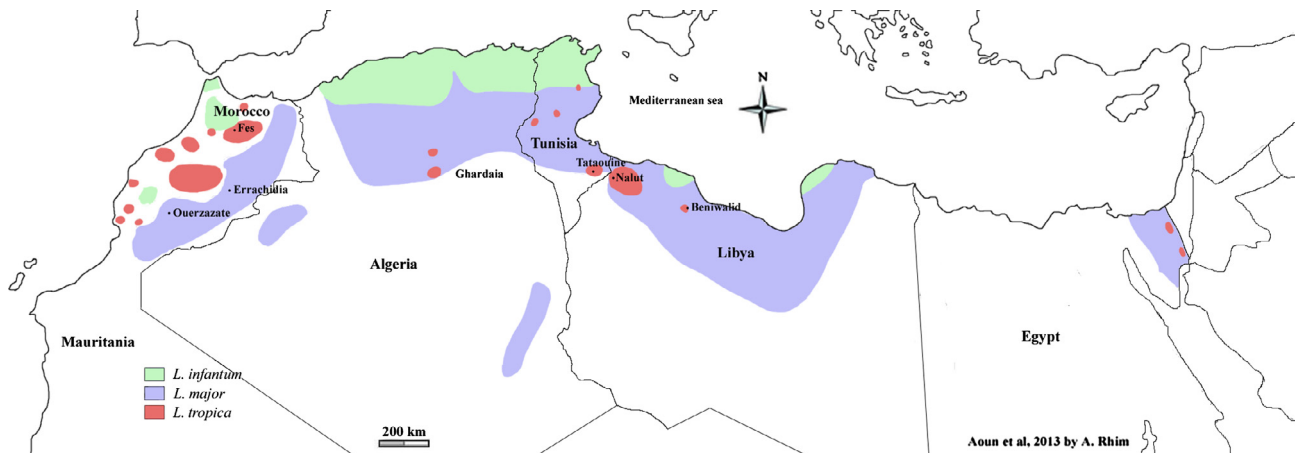 N
Mediterranean sea
Morocco
Fes
Tunisia
Tataouine
Ghardaia
Nalut
Errachidia
Ouerzazate
Beniwalid
Libya
Algeria
Egypt
Mauritania
L. infantum
L. major
L. tropica
200 km
Aoun et al, 2013 by A. Rhim